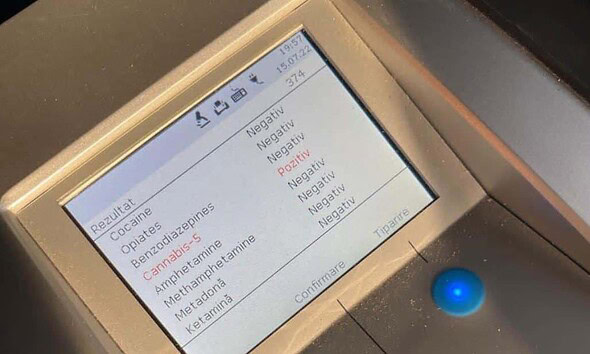 19:57
15.07.22
Rezultat 374
Cocaine Negativ
Opiates Negativ
Benzodiazepines Negativ
Cannabis-S Pozitiv
Amphetamine Negativ
Methamphetamine Negativ
Metadonă Negativ
Ketamină Negativ
Confirmare Tiparire